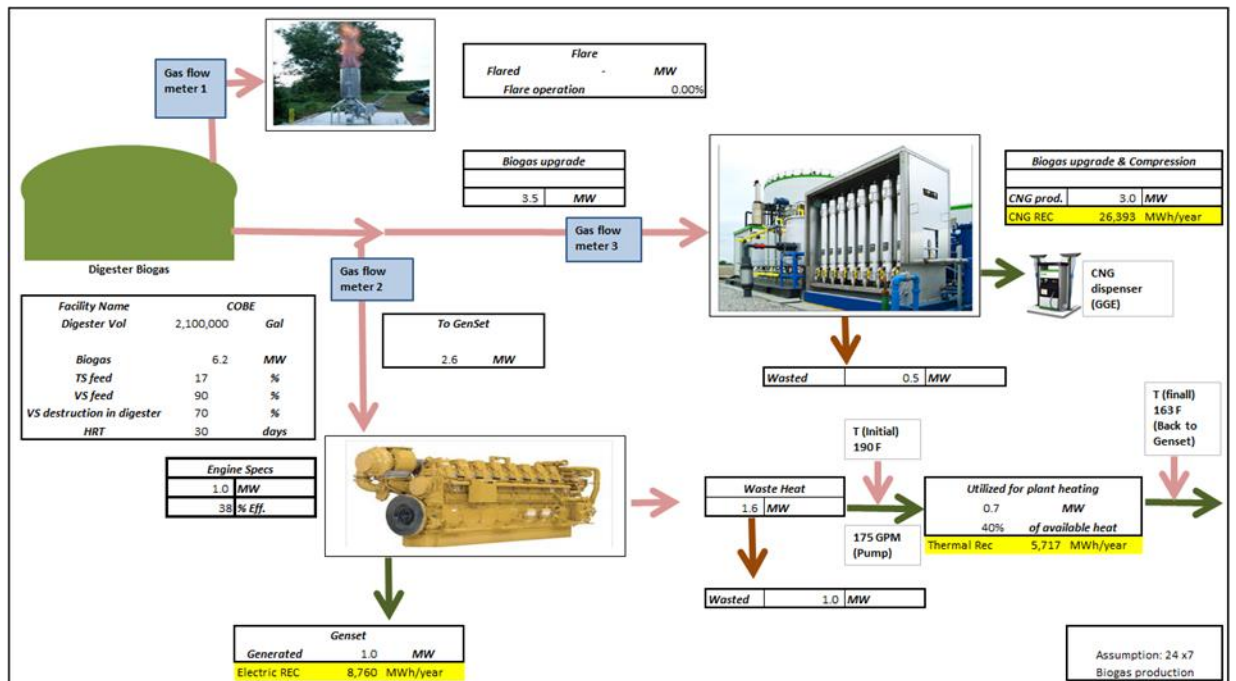 Gas flow
meter 1
Flare
Flared - MW
Flare operation 0.00%
Biogas upgrade
3.5 MW
Gas flow
meter 3
Biogas upgrade & Compression
CNG prod. 3.0 MW
CNG REC 26,393 MWh/year
Digester Biogas
Gas flow
meter 2
CNG
dispenser
(GGE)
Facility Name COBE
Digester Vol 2,100,000 Gal
Biogas 6.2 MW
TS feed 17 %
VS feed 90 %
VS destruction in digester 70 %
HRT 30 days
To GenSet
2.6 MW
Wasted 0.5 MW
T (Initial)
190 F
T (finall)
163 F
(Back to
Genset)
Engine Specs
1.0 MW
38 % Eff.
Waste Heat
1.6 MW
175 GPM
(Pump)
Utilized for plant heating
0.7 MW
40% of available heat
Thermal Rec 5,717 MWh/year
Wasted 1.0 MW
Genset
Generated 1.0 MW
Electric REC 8,760 MWh/year
Assumption: 24 x7
Biogas production